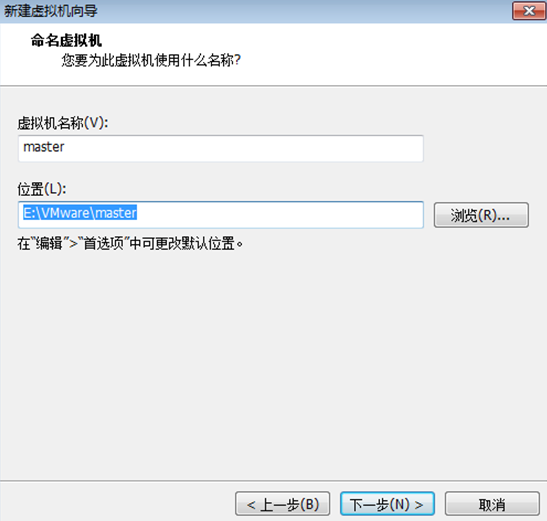 新建虚拟机向导
命名虚拟机
您要为此虚拟机使用什么名称?
虚拟机名称(V):
master
位置(L):
E:\VMware\master
浏览(R)...
在"编辑">"首选项"中可更改默认位置。
< 上一步(B)
下一步(N) >
取消